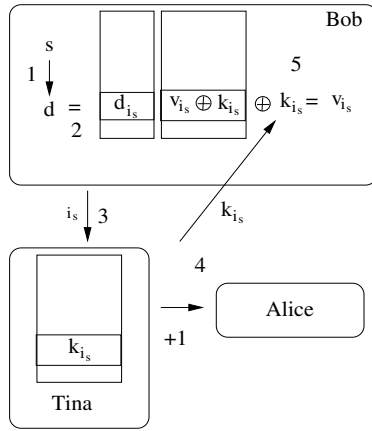 Bob
s
1
5
d = d_{i_s} v_{i_s} ⊕ k_{i_s} ⊕ k_{i_s} = v_{i_s}
2
i_s 3
k_{i_s}
4
Alice
+1
k_{i_s}
Tina